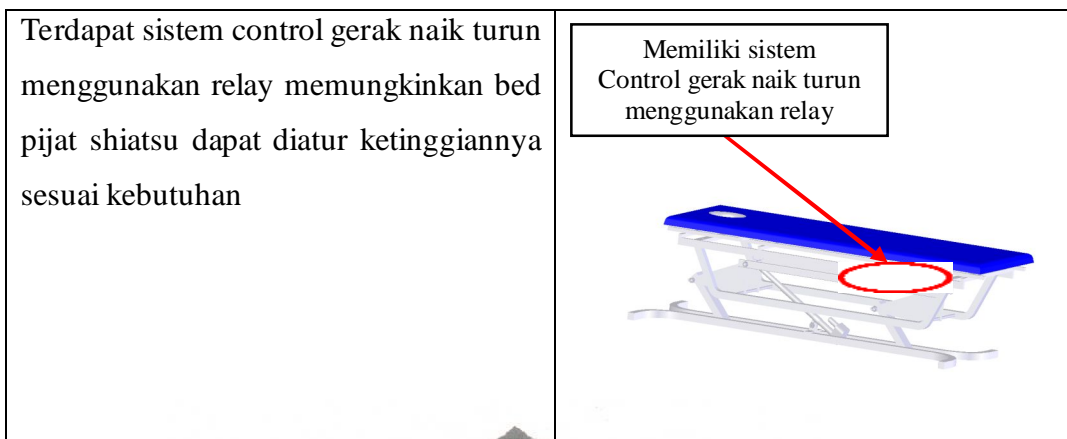 Terdapat sistem control gerak naik turun
menggunakan relay memungkinkan bed
pijat shiatsu dapat diatur ketinggiannya
sesuai kebutuhan
Memiliki sistem
Control gerak naik turun
menggunakan relay